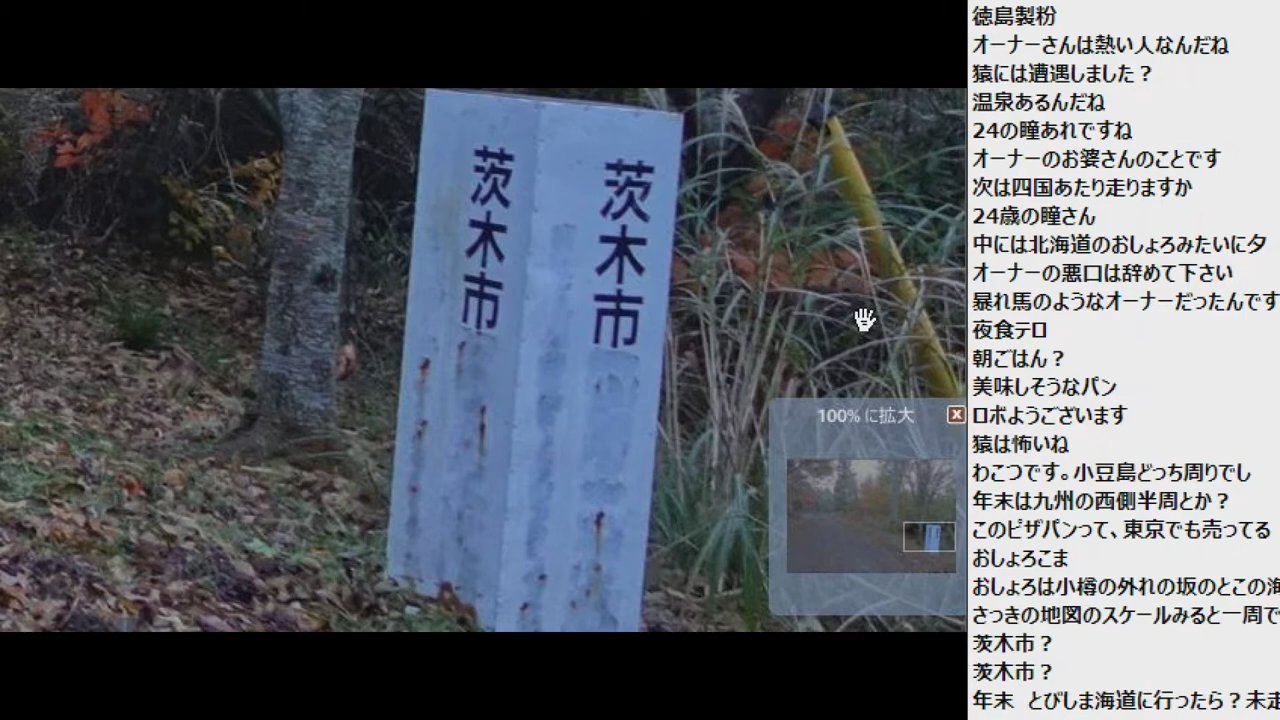 茨木市
茨木市
100% に拡大
徳島製粉
オーナーさんは熱い人なんだね
猿には遭遇しました？
温泉あるんだね
24の瞳あれですね
オーナーのお婆さんのことです
次は四国あたり走りますか
24歳の瞳さん
中には北海道のおしょろみたいに夕
オーナーの悪口は辞めて下さい
暴れ馬のようなオーナーだったんです
夜食テロ
朝ごはん？
美味しそうなパン
ロボようございます
猿は怖いね
わこつです。小豆島どっち周りでし
年末は九州の西側半周とか？
このピザパンって、東京でも売ってる
おしょろこま
おしょろは小樽の外れの坂のとこの海
さっきの地図のスケールみると一周で
茨木市？
茨木市？
年末　とびしま海道に行ったら？未走